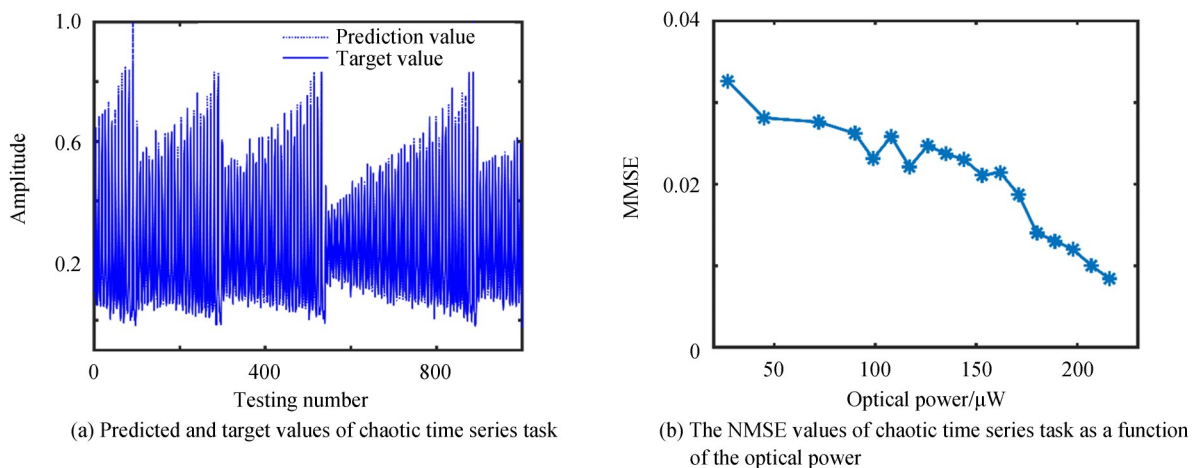 1.0
0.6
0.2
Amplitude
Prediction value
Target value
0
400
800
Testing number
(a) Predicted and target values of chaotic time series task
0.04
0.02
0
MMSE
50
100
150
200
Optical power/μW
(b) The NMSE values of chaotic time series task as a function
of the optical power